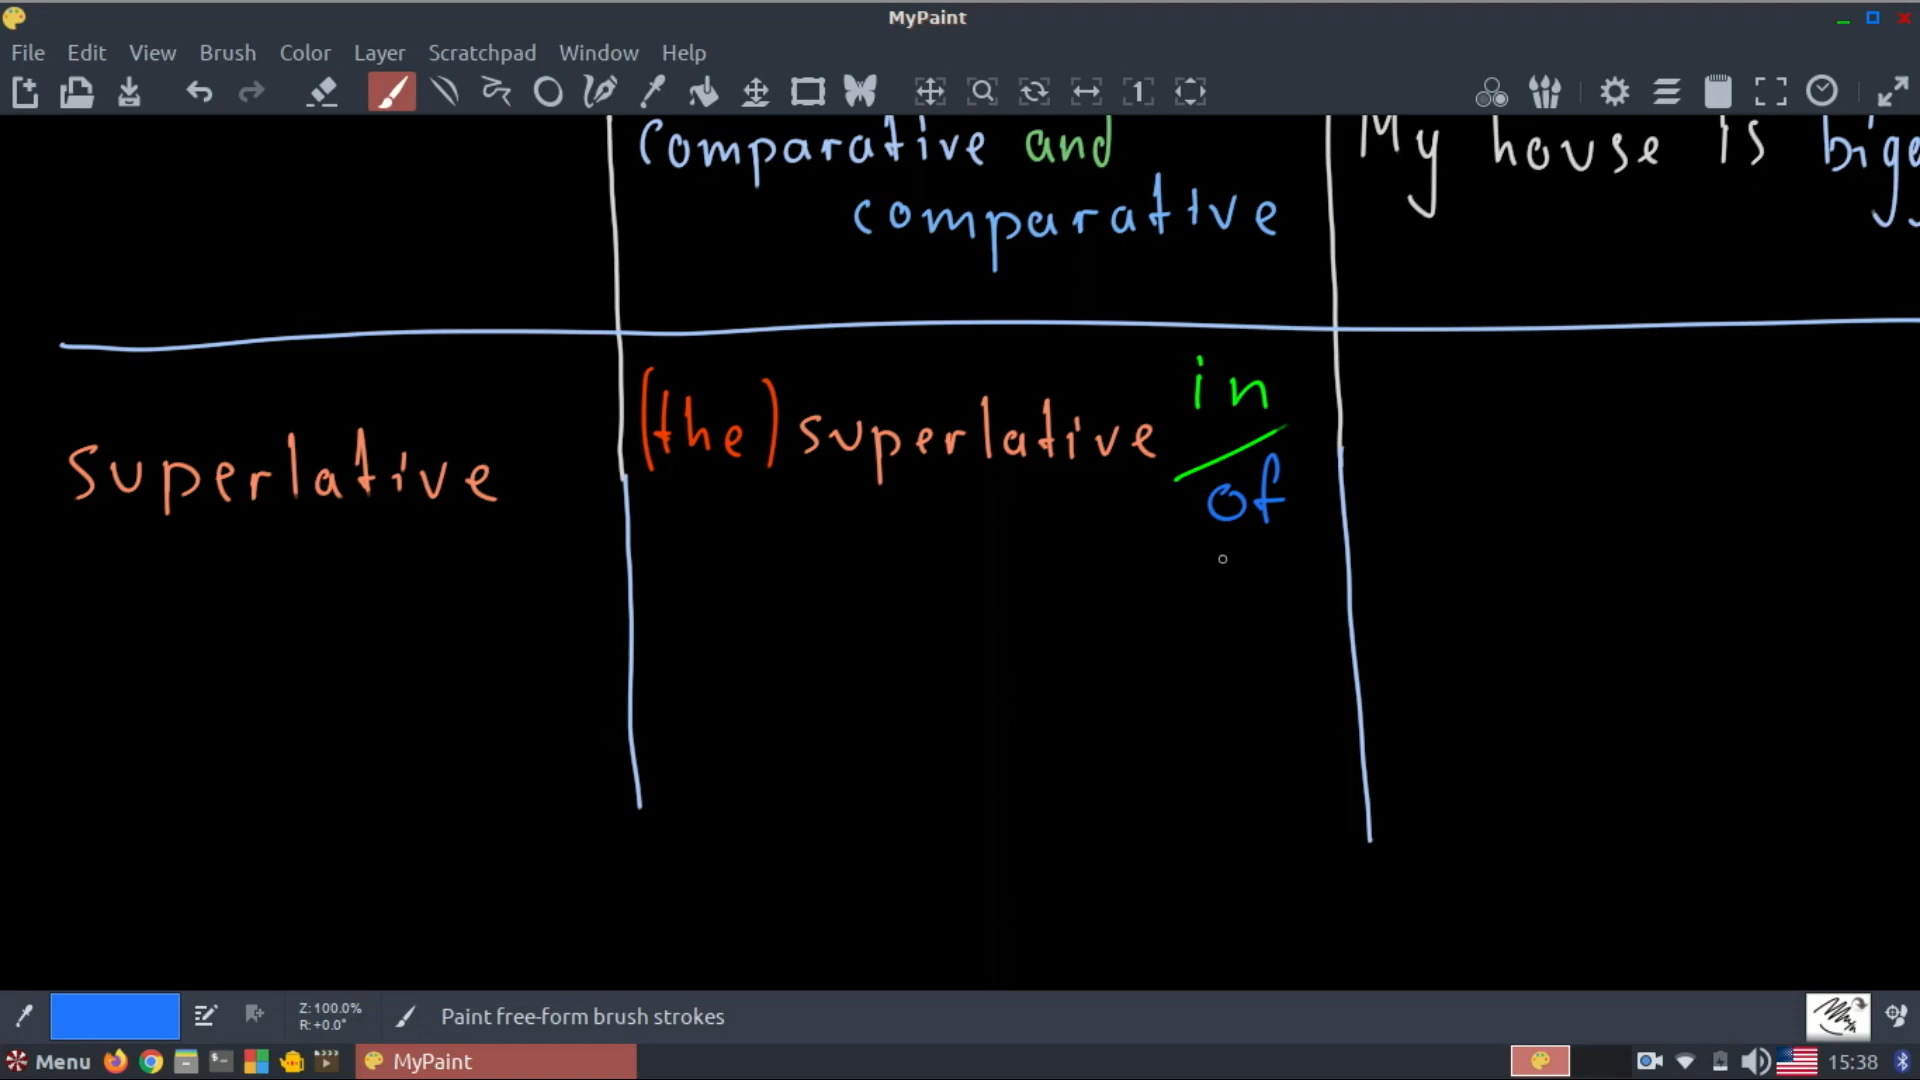 MyPaint
File Edit View Brush Color Layer Scratchpad Window Help
Comparative and
comparative
My house is
superlative
(the) superlative in
of
Z: 100.0%
R: +0.0°
Paint free-form brush strokes
Menu
MyPaint
15:38